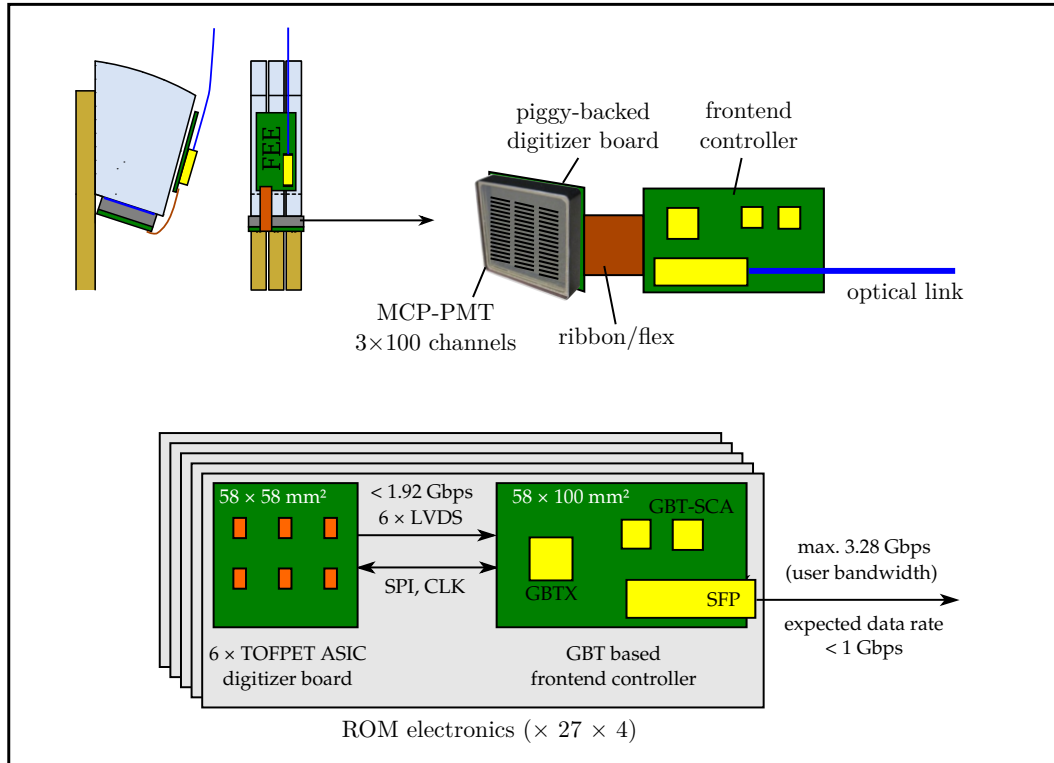 FEE
piggy-backed
digitizer board
frontend
controller
MCP-PMT
3×100 channels
ribbon/flex
optical link
58 × 58 mm²
< 1.92 Gbps
6 × LVDS
SPI, CLK
58 × 100 mm²
GBT-SCA
GBTX
SFP
max. 3.28 Gbps
(user bandwidth)
expected data rate
< 1 Gbps
6 × TOFPET ASIC
digitizer board
GBT based
frontend controller
ROM electronics (× 27 × 4)